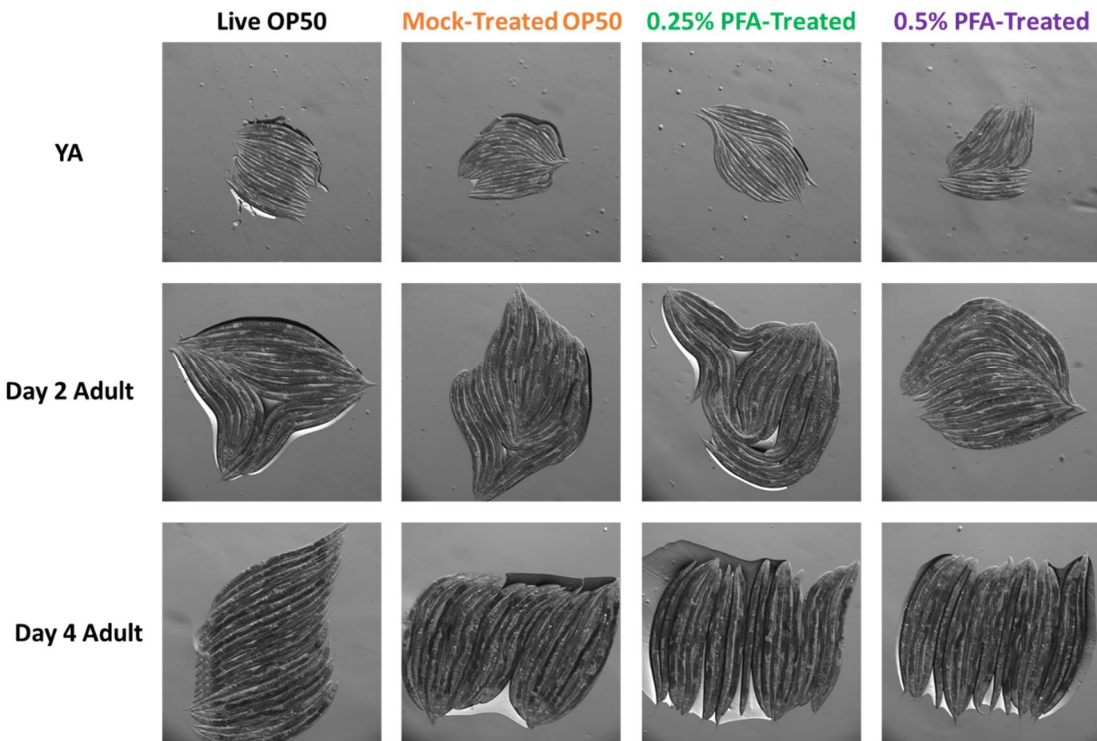 Live OP50 Mock-Treated OP50 0.25% PFA-Treated 0.5% PFA-Treated
YA
Day 2 Adult
Day 4 Adult